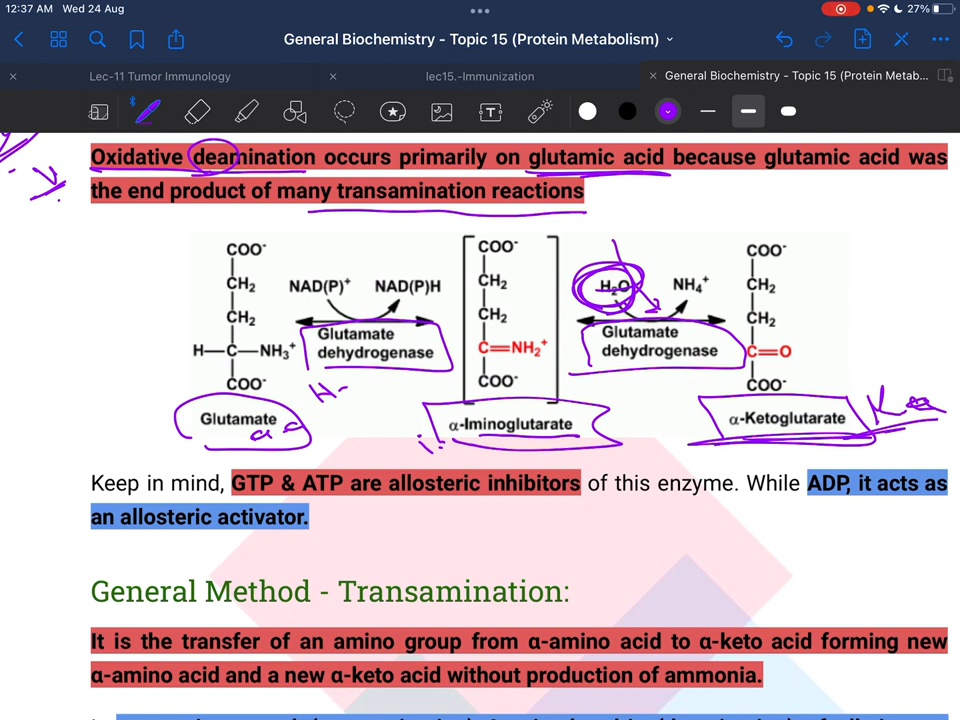 12:37 AM Wed 24 Aug
27%
General Biochemistry - Topic 15 (Protein Metabolism)
Lec-11 Tumor Immunology
lec15.-Immunization
General Biochemistry - Topic 15 (Protein Metab...
Oxidative deamination occurs primarily on glutamic acid because glutamic acid was
the end product of many transamination reactions
COO⁻
CH₂
CH₂
H—C—NH₃⁺
COO⁻
Glutamate
NAD(P)⁺ NAD(P)H
Glutamate
dehydrogenase
COO⁻
CH₂
CH₂
C=NH₂⁺
COO⁻
α-Iminoglutarate
H₂O NH₄⁺
Glutamate
dehydrogenase
COO⁻
CH₂
CH₂
C=O
COO⁻
α-Ketoglutarate
Keep in mind, GTP & ATP are allosteric inhibitors of this enzyme. While ADP, it acts as
an allosteric activator.
General Method - Transamination:
It is the transfer of an amino group from α-amino acid to α-keto acid forming new
α-amino acid and a new α-keto acid without production of ammonia.